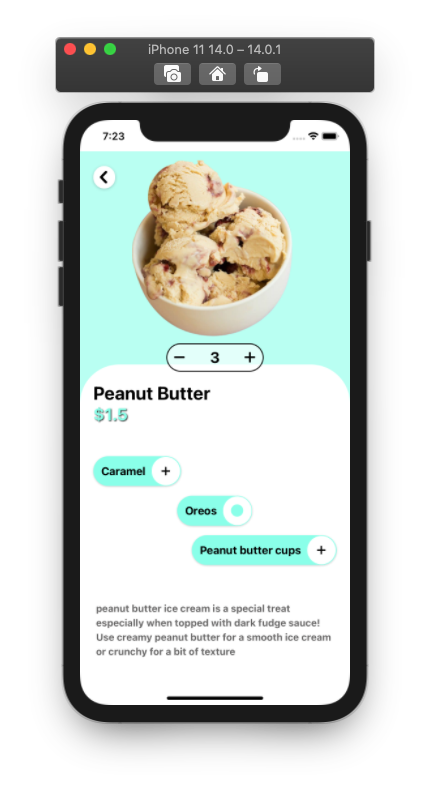 iPhone 11 14.0 – 14.0.1
7:23
3
Peanut Butter
$1.5
Caramel +
Oreos
Peanut butter cups +
peanut butter ice cream is a special treat
especially when topped with dark fudge sauce!
Use creamy peanut butter for a smooth ice cream
or crunchy for a bit of texture